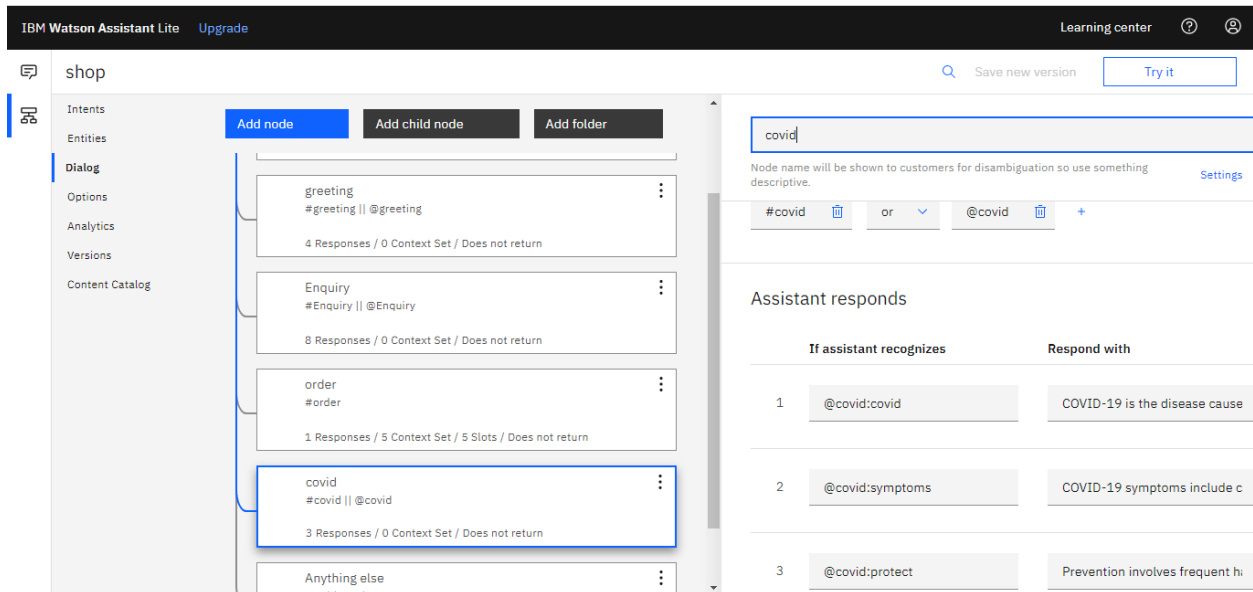 IBM Watson Assistant Lite Upgrade Learning center
shop Save new version Try it
Intents
Entities
Dialog
Options
Analytics
Versions
Content Catalog
Add node Add child node Add folder
greeting
#greeting || @greeting
4 Responses / 0 Context Set / Does not return
Enquiry
#Enquiry || @Enquiry
8 Responses / 0 Context Set / Does not return
order
#order
1 Responses / 5 Context Set / 5 Slots / Does not return
covid
#covid || @covid
3 Responses / 0 Context Set / Does not return
Anything else
covid
Node name will be shown to customers for disambiguation so use something
descriptive.
Settings
#covid or @covid +
Assistant responds
If assistant recognizes Respond with
1 @covid:covid COVID-19 is the disease cause
2 @covid:symptoms COVID-19 symptoms include c
3 @covid:protect Prevention involves frequent